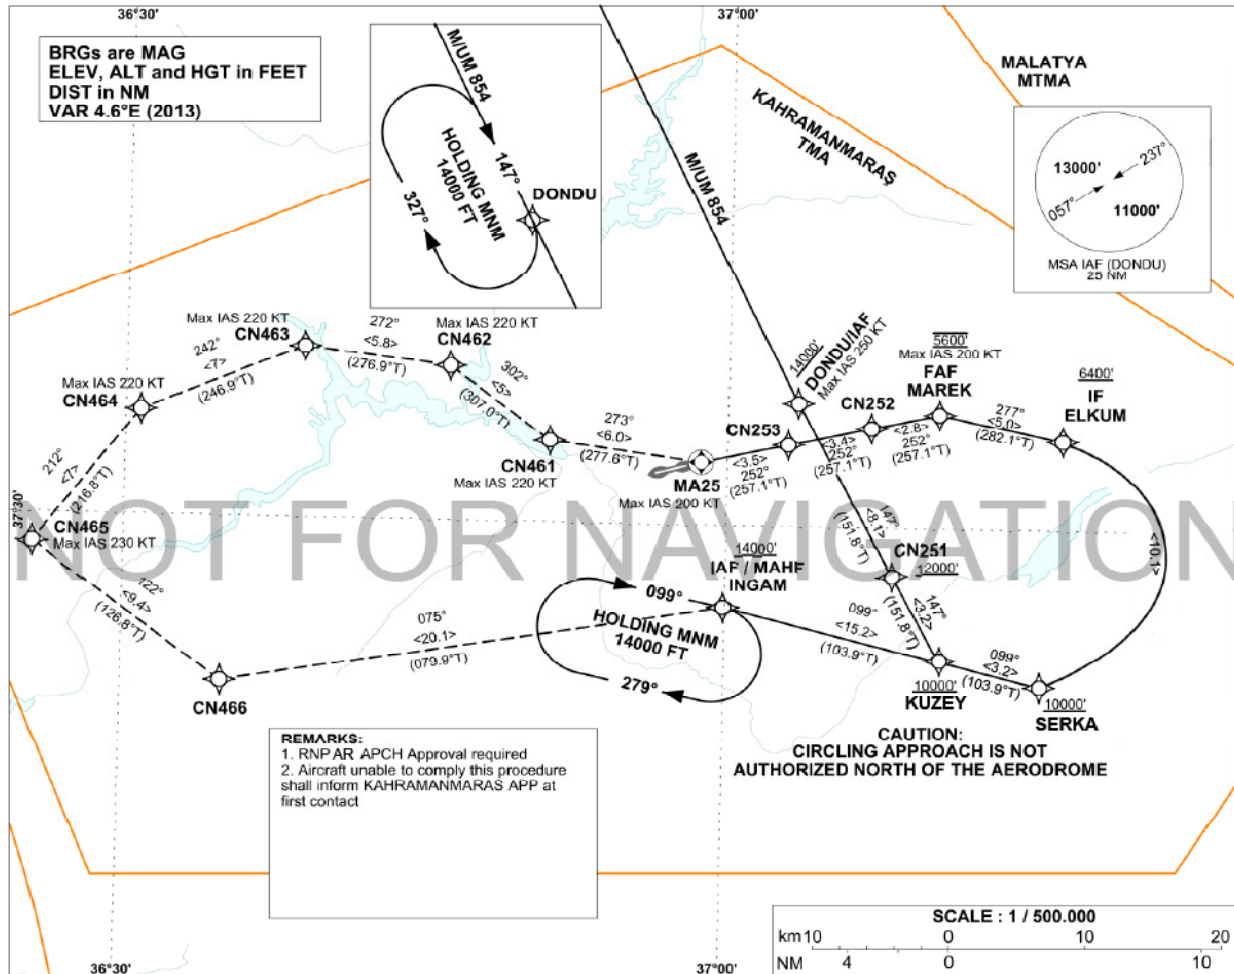 36°30'
37°00'
BRGs are MAG
ELEV, ALT and HGT in FEET
DIST in NM
VAR 4.6°E (2013)
M/UM 854
HOLDING MNM
14000 FT
147°
327°
DONDU
M/UM 854
MALATYA
MTMA
KAHRAMANMARAŞ
TMA
13000'
237°
057°
11000'
MSA IAF (DONDU)
25 NM
Max IAS 220 KT
CN463
272°
<5.8>
(276.9°T)
Max IAS 220 KT
CN462
302°
<5>
(307.0°T)
242°
<7>
(246.9°T)
Max IAS 220 KT
CN464
14000'
DONDU/IAF
Max IAS 250 KT
5600'
Max IAS 200 KT
FAF
MAREK
6400'
IF
ELKUM
277°
<5.0>
(282.1°T)
CN252
<2.8>
252°
(257.1°T)
CN253
<3.4>
252°
(257.1°T)
273°
<6.0>
(277.6°T)
CN461
Max IAS 220 KT
<3.5>
252°
(257.1°T)
MA25
Max IAS 200 KT
212°
<7>
(216.8°T)
37°30'
NOT FOR NAVIGATION
CN465
Max IAS 230 KT
147°
<8.1>
(151.8°T)
CN251
12000'
<10.1>
14000'
IAF / MAHF
INGAM
122°
<9.4>
(126.8°T)
075°
<20.1>
(079.9°T)
099°
HOLDING MNM
14000 FT
279°
099°
<15.2>
(103.9°T)
147°
<3.2>
(151.8°T)
099°
<3.2>
(103.9°T)
CN466
10000'
KUZEY
10000'
SERKA
CAUTION:
CIRCLING APPROACH IS NOT
AUTHORIZED NORTH OF THE AERODROME
REMARKS:
1. RNP AR APCH Approval required
2. Aircraft unable to comply this procedure
shall inform KAHRAMANMARAS APP at
first contact
SCALE : 1 / 500.000
km 10 0 10 20
NM 4 0 10
36°30'
37°00'